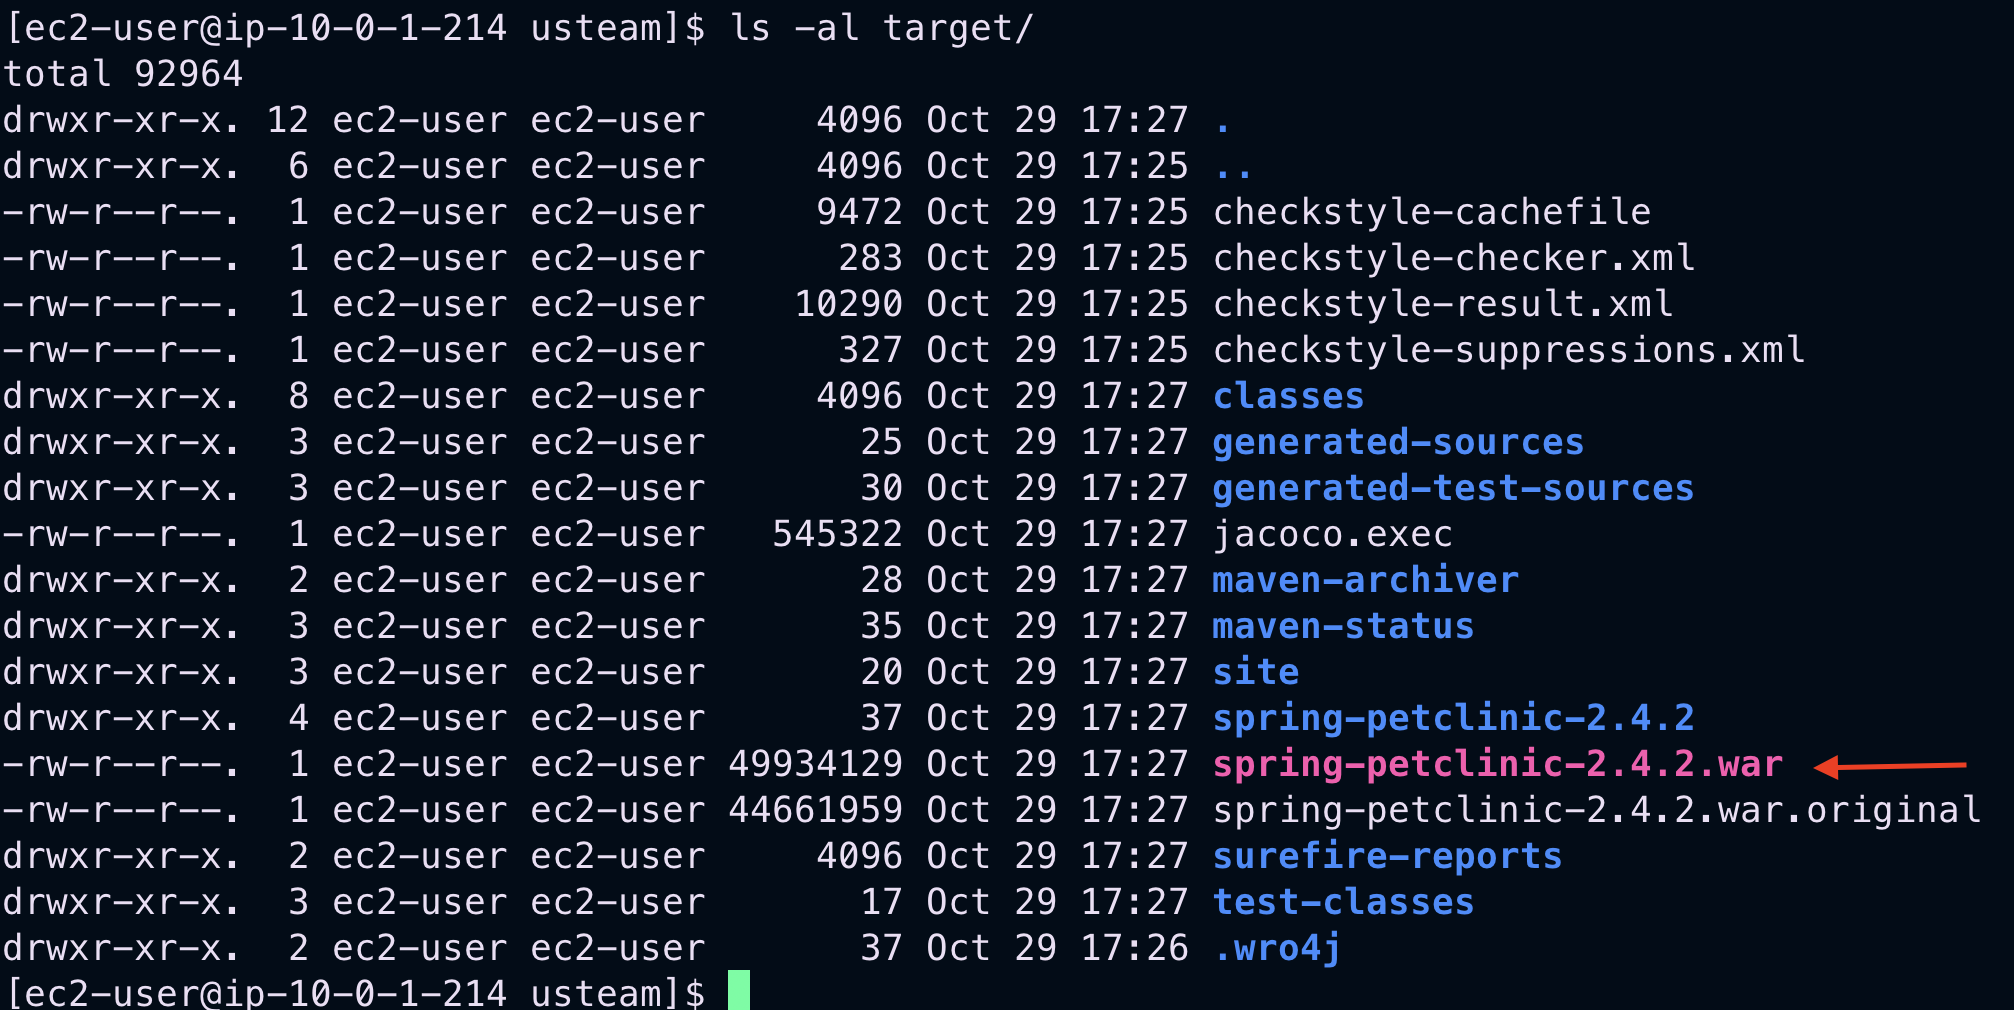 [ec2-user@ip-10-0-1-214 usteam]$ ls -al target/
total 92964
drwxr-xr-x. 12 ec2-user ec2-user     4096 Oct 29 17:27 .
drwxr-xr-x.  6 ec2-user ec2-user     4096 Oct 29 17:25 ..
-rw-r--r--.  1 ec2-user ec2-user     9472 Oct 29 17:25 checkstyle-cachefile
-rw-r--r--.  1 ec2-user ec2-user      283 Oct 29 17:25 checkstyle-checker.xml
-rw-r--r--.  1 ec2-user ec2-user    10290 Oct 29 17:25 checkstyle-result.xml
-rw-r--r--.  1 ec2-user ec2-user      327 Oct 29 17:25 checkstyle-suppressions.xml
drwxr-xr-x.  8 ec2-user ec2-user     4096 Oct 29 17:27 classes
drwxr-xr-x.  3 ec2-user ec2-user       25 Oct 29 17:27 generated-sources
drwxr-xr-x.  3 ec2-user ec2-user       30 Oct 29 17:27 generated-test-sources
-rw-r--r--.  1 ec2-user ec2-user   545322 Oct 29 17:27 jacoco.exec
drwxr-xr-x.  2 ec2-user ec2-user       28 Oct 29 17:27 maven-archiver
drwxr-xr-x.  3 ec2-user ec2-user       35 Oct 29 17:27 maven-status
drwxr-xr-x.  3 ec2-user ec2-user       20 Oct 29 17:27 site
drwxr-xr-x.  4 ec2-user ec2-user       37 Oct 29 17:27 spring-petclinic-2.4.2
-rw-r--r--.  1 ec2-user ec2-user 49934129 Oct 29 17:27 spring-petclinic-2.4.2.war
-rw-r--r--.  1 ec2-user ec2-user 44661959 Oct 29 17:27 spring-petclinic-2.4.2.war.original
drwxr-xr-x.  2 ec2-user ec2-user     4096 Oct 29 17:27 surefire-reports
drwxr-xr-x.  3 ec2-user ec2-user       17 Oct 29 17:27 test-classes
drwxr-xr-x.  2 ec2-user ec2-user       37 Oct 29 17:26 .wro4j
[ec2-user@ip-10-0-1-214 usteam]$